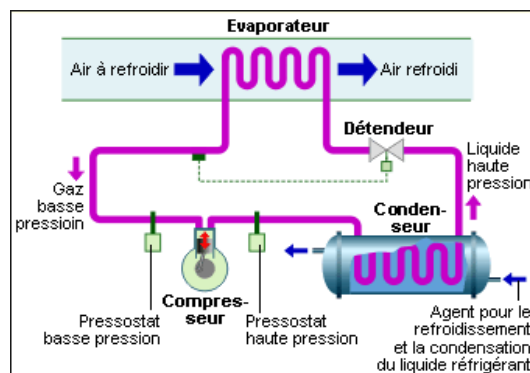 Evaporateur
Air à refroidir
Air refroidi
Détendeur
Liquide
haute
pression
Gaz
basse
pressioin
Conden-
seur
Compres-
seur
Pressostat
basse pression
Pressostat
haute pression
Agent pour le
refroidissement
et la condensation
du liquide réfrigérant